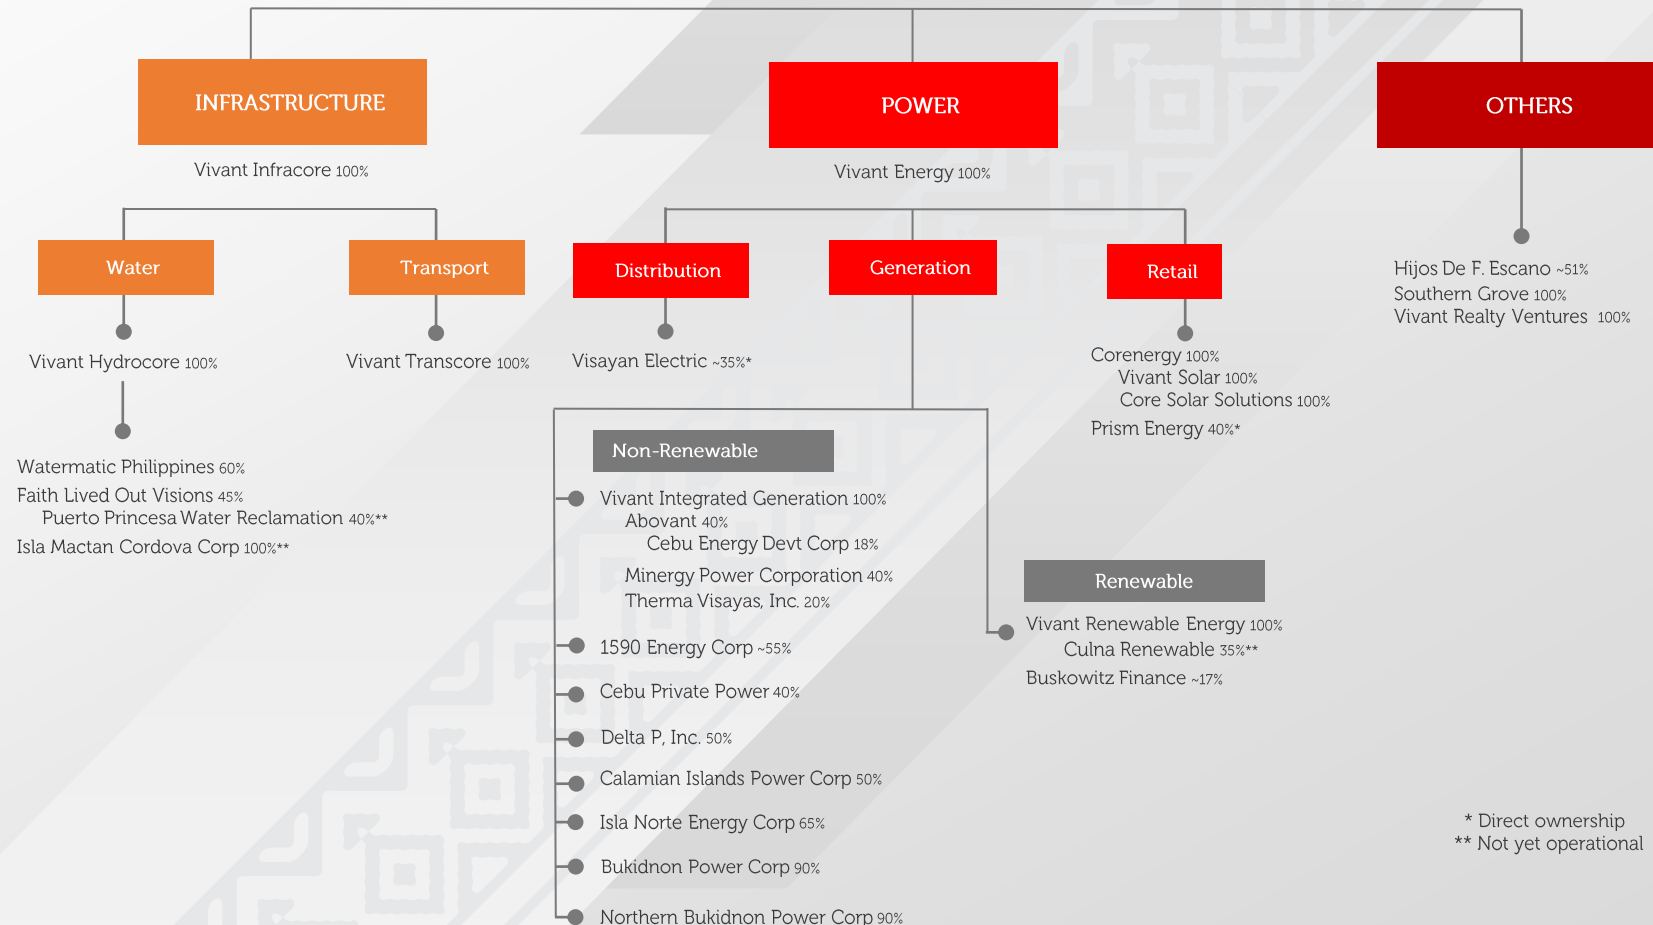 INFRASTRUCTURE
Vivant Infracore 100%
Water
Vivant Hydrocore 100%
Watermatic Philippines 60%
Faith Lived Out Visions 45%
Puerto Princesa Water Reclamation 40%**
Isla Mactan Cordova Corp 100%**
Transport
Vivant Transcore 100%
POWER
Vivant Energy 100%
Distribution
Visayan Electric ~35%*
Generation
Non-Renewable
Vivant Integrated Generation 100%
Abovant 40%
Cebu Energy Devt Corp 18%
Minergy Power Corporation 40%
Therma Visayas, Inc. 20%
1590 Energy Corp ~55%
Cebu Private Power 40%
Delta P, Inc. 50%
Calamian Islands Power Corp 50%
Isla Norte Energy Corp 65%
Bukidnon Power Corp 90%
Northern Bukidnon Power Corp 90%
Renewable
Vivant Renewable Energy 100%
Culna Renewable 35%**
Buskowitz Finance ~17%
Retail
Corenergy 100%
Vivant Solar 100%
Core Solar Solutions 100%
Prism Energy 40%*
OTHERS
Hijos De F. Escano ~51%
Southern Grove 100%
Vivant Realty Ventures 100%
* Direct ownership
** Not yet operational